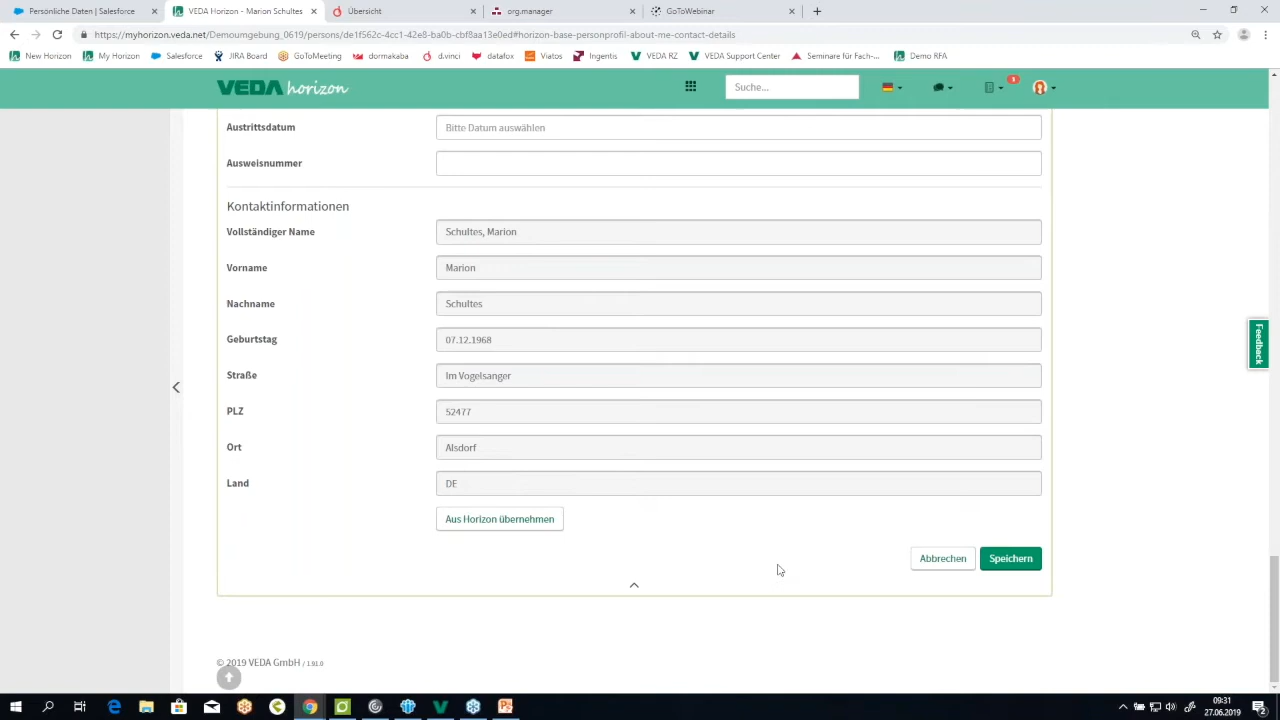 Persönliche Daten | Salesforce
VEDA Horizon - M. Schultes
Übersicht
org.manager
GoToWebinar
https://myhorizon.veda.net/Demoumgebung_0619/persons/de1f562c-4cc1-42e8-ba0b-cbf8aa13e0ed#horizon-base-personprofil-about-me-contact-details
New Horizon
My Horizon
Salesforce
JIRA Board
GoToMeeting
dormakaba
d.vinci
datafox
Viatos
Ingentis
VEDA RZ
VEDA Support Center
Seminare für Fach-...
Demo RFA
VEDA horizon
Suche...
Austrittsdatum
Bitte Datum auswählen
Ausweisnummer
Kontaktinformationen
Vollständiger Name
Schultes, Marion
Vorname
Marion
Nachname
Schultes
Geburtstag
07.12.1968
Straße
Im Vogelsanger
PLZ
52477
Ort
Alsdorf
Land
DE
Aus Horizon übernehmen
Abbrechen
Speichern
Feedback
© 2019 VEDA GmbH / 1.91.0
09:31
27.06.2019